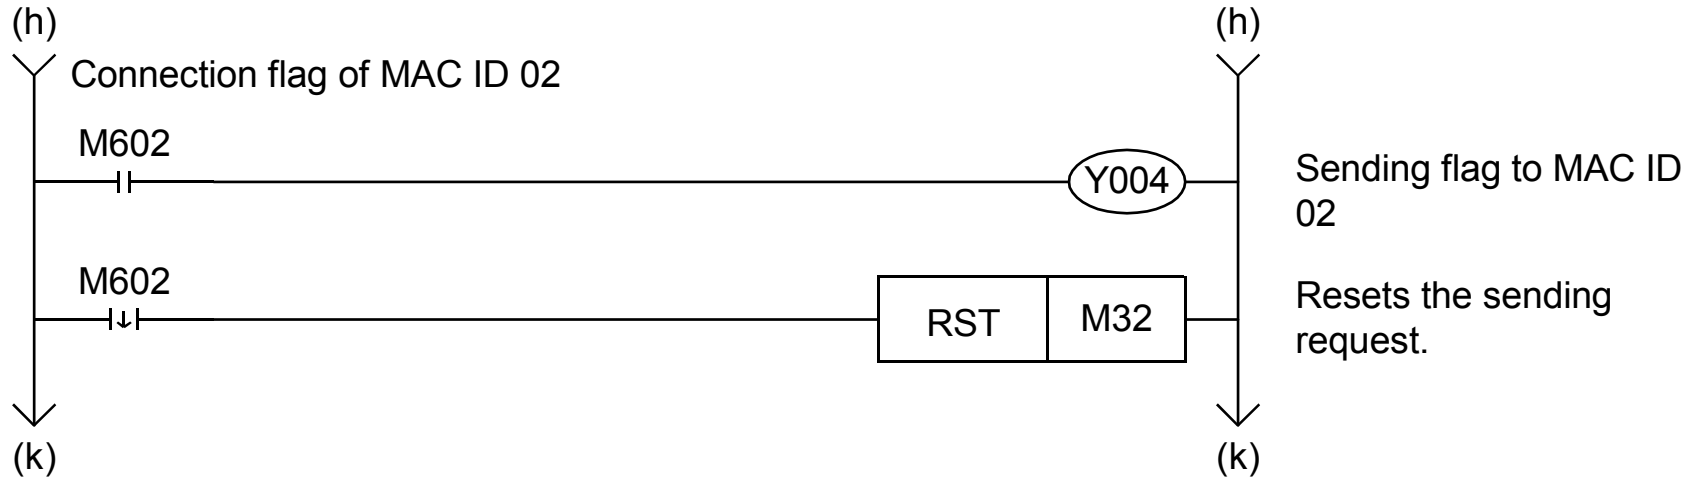 (h)
(h)
Connection flag of MAC ID 02
M602
Y004
Sending flag to MAC ID
02
M602
RST
M32
Resets the sending
request.
(k)
(k)